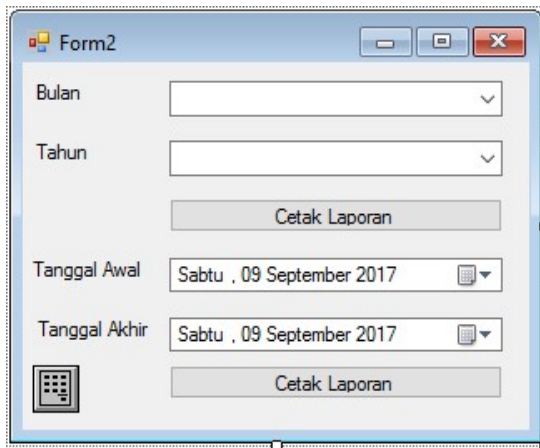 Form2
Bulan
Tahun
Cetak Laporan
Tanggal Awal Sabtu , 09 September 2017
Tanggal Akhir Sabtu , 09 September 2017
Cetak Laporan